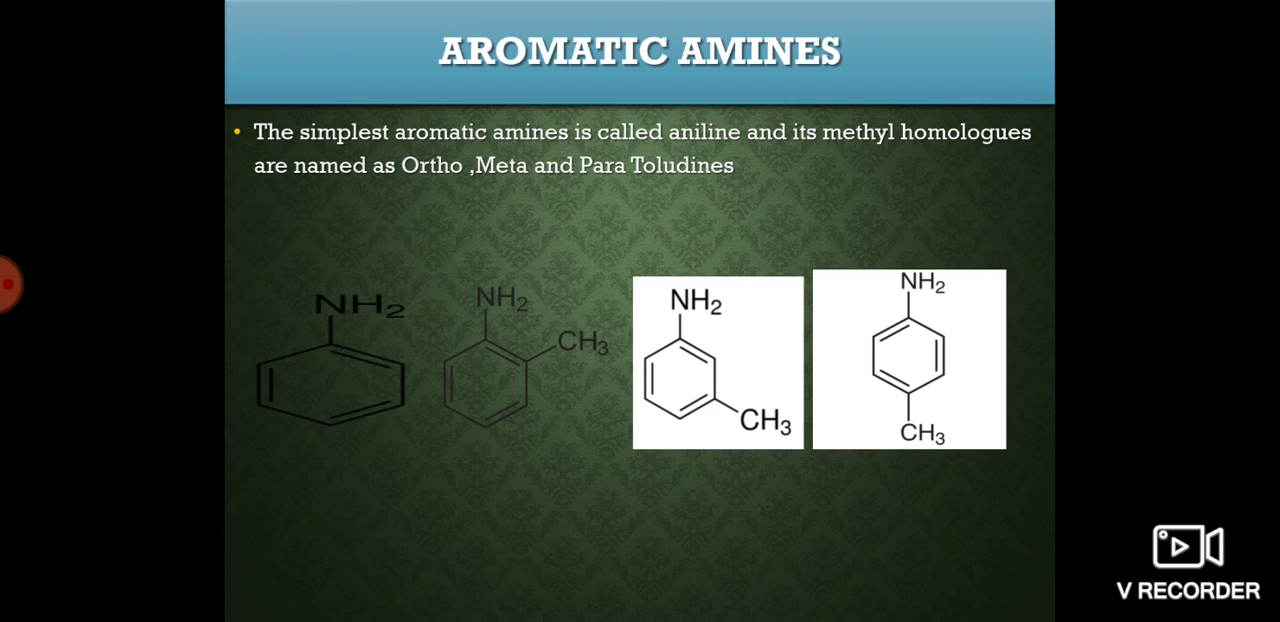 AROMATIC AMINES
• The simplest aromatic amines is called aniline and its methyl homologues
are named as Ortho ,Meta and Para Toludines
NH2
NH2
CH3
NH2
CH3
NH2
CH3
V RECORDER